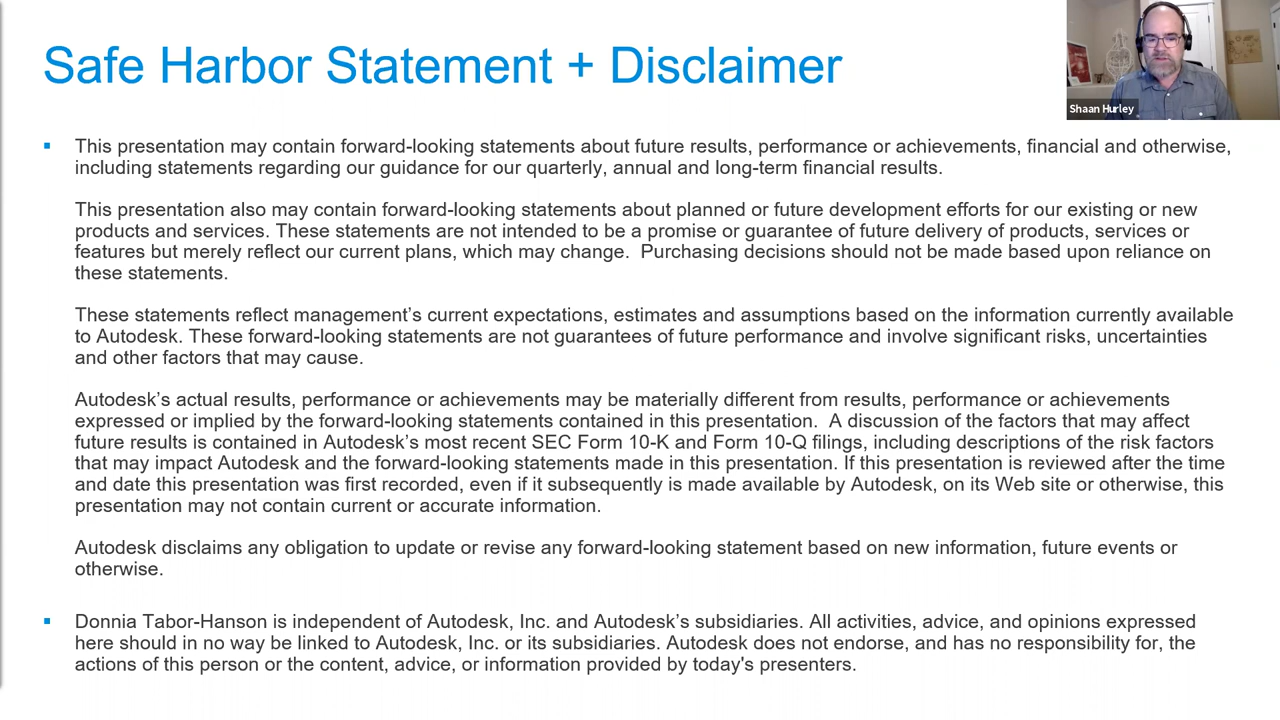 Safe Harbor Statement + Disclaimer
Shaan Hurley
This presentation may contain forward-looking statements about future results, performance or achievements, financial and otherwise,
including statements regarding our guidance for our quarterly, annual and long-term financial results.
This presentation also may contain forward-looking statements about planned or future development efforts for our existing or new
products and services. These statements are not intended to be a promise or guarantee of future delivery of products, services or
features but merely reflect our current plans, which may change.  Purchasing decisions should not be made based upon reliance on
these statements.
These statements reflect management’s current expectations, estimates and assumptions based on the information currently available
to Autodesk. These forward-looking statements are not guarantees of future performance and involve significant risks, uncertainties
and other factors that may cause.
Autodesk’s actual results, performance or achievements may be materially different from results, performance or achievements
expressed or implied by the forward-looking statements contained in this presentation.  A discussion of the factors that may affect
future results is contained in Autodesk’s most recent SEC Form 10-K and Form 10-Q filings, including descriptions of the risk factors
that may impact Autodesk and the forward-looking statements made in this presentation. If this presentation is reviewed after the time
and date this presentation was first recorded, even if it subsequently is made available by Autodesk, on its Web site or otherwise, this
presentation may not contain current or accurate information.
Autodesk disclaims any obligation to update or revise any forward-looking statement based on new information, future events or
otherwise.
Donnia Tabor-Hanson is independent of Autodesk, Inc. and Autodesk’s subsidiaries. All activities, advice, and opinions expressed
here should in no way be linked to Autodesk, Inc. or its subsidiaries. Autodesk does not endorse, and has no responsibility for, the
actions of this person or the content, advice, or information provided by today's presenters.